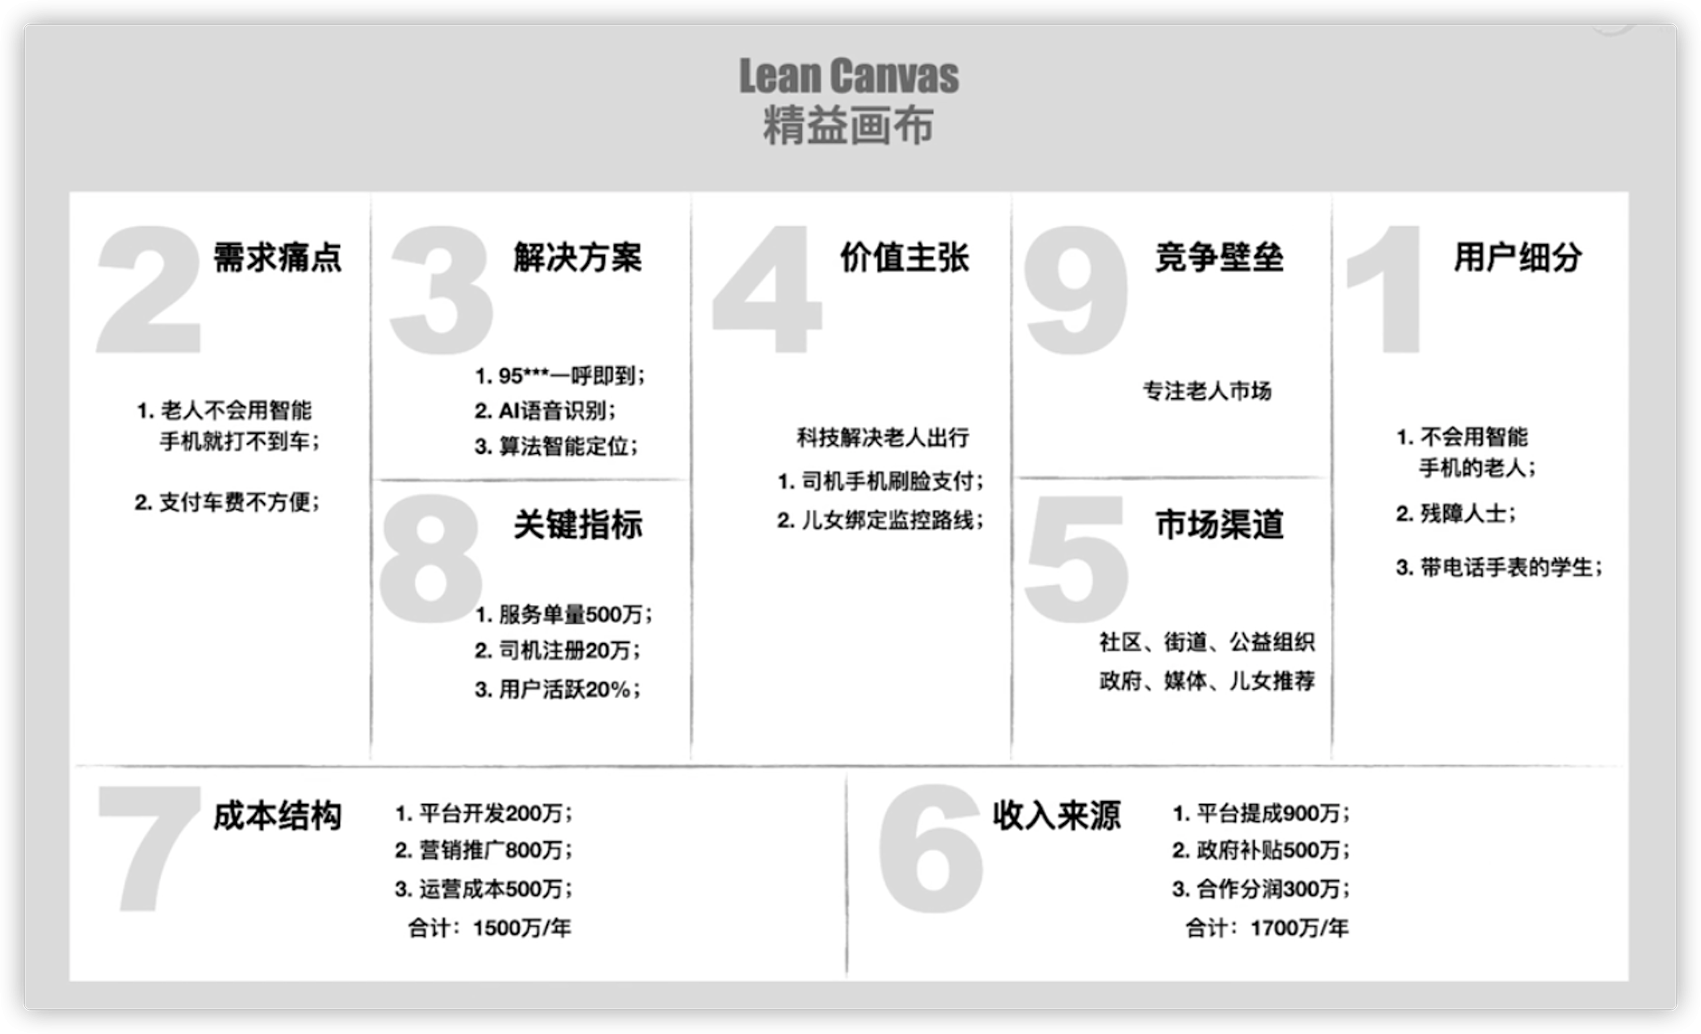 Lean Canvas
精益画布
2
需求痛点
1. 老人不会用智能
手机就打不到车；
2. 支付车费不方便；
3
解决方案
1. 95***一呼即到；
2. AI语音识别；
3. 算法智能定位；
8
关键指标
1. 服务单量500万；
2. 司机注册20万；
3. 用户活跃20%；
4
价值主张
科技解决老人出行
1. 司机手机刷脸支付；
2. 儿女绑定监控路线；
9
竞争壁垒
专注老人市场
5
市场渠道
社区、街道、公益组织
政府、媒体、儿女推荐
1
用户细分
1. 不会用智能
手机的老人；
2. 残障人士；
3. 带电话手表的学生；
7
成本结构
1. 平台开发200万；
2. 营销推广800万；
3. 运营成本500万；
合计：1500万/年
6
收入来源
1. 平台提成900万；
2. 政府补贴500万；
3. 合作分润300万；
合计：1700万/年